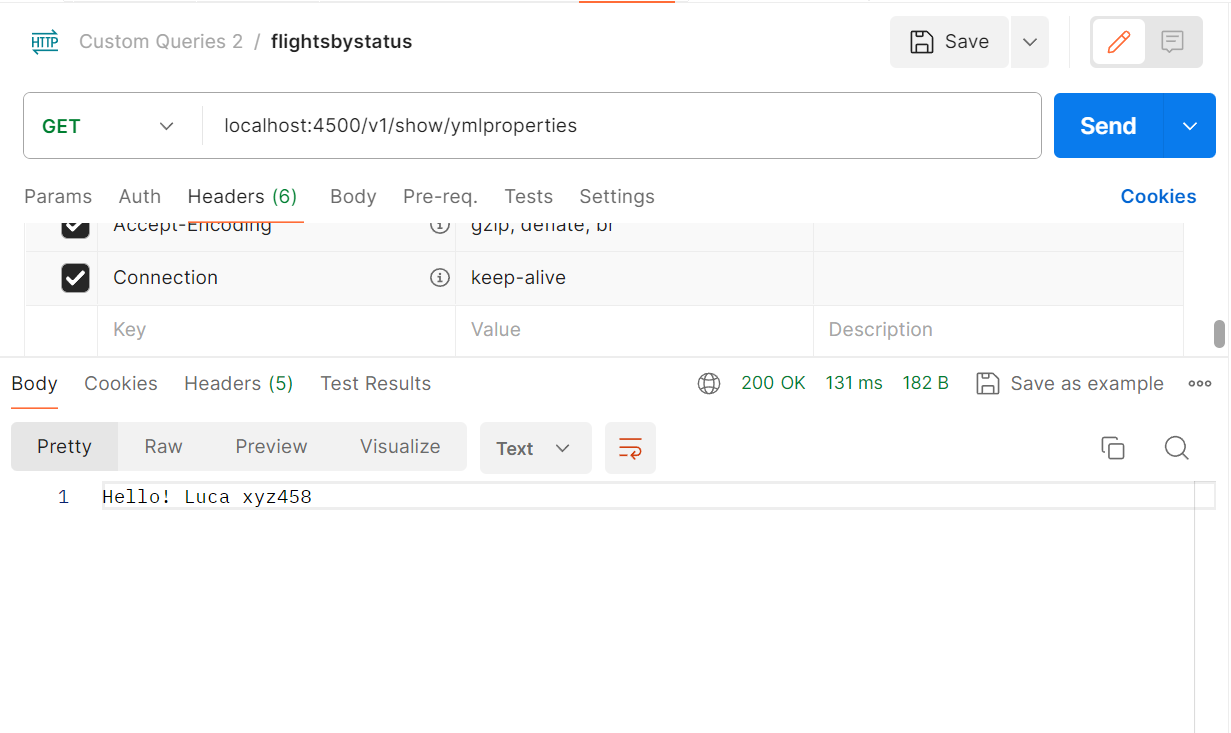 HTTP Custom Queries 2 / flightsbystatus Save
GET localhost:4500/v1/show/ymlproperties Send
Params Auth Headers (6) Body Pre-req. Tests Settings Cookies
Accept-Encoding gzip, deflate, br
Connection keep-alive
Key Value Description
Body Cookies Headers (5) Test Results 200 OK 131 ms 182 B Save as example
Pretty Raw Preview Visualize Text
1 Hello! Luca xyz458